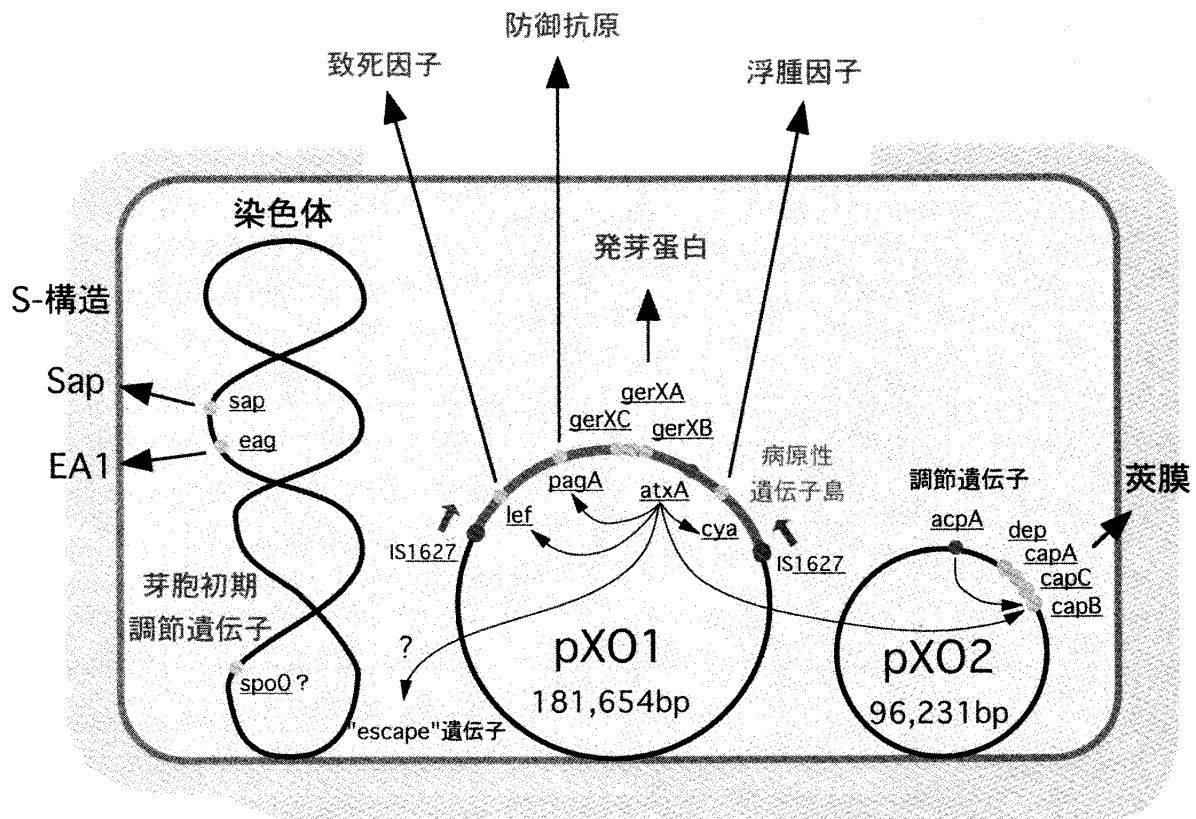 防御抗原
致死因子
浮腫因子
染色体
発芽蛋白
S-構造
Sap
sap
EA1
eag
gerXA
gerXC
gerXB
病原性
遺伝子島
pagA
atxA
lef
cya
IS1627
IS1627
調節遺伝子
acpA
莢膜
dep
capA
capC
capB
芽胞初期
調節遺伝子
spo0？
?
"escape"遺伝子
pXO1
181,654bp
pXO2
96,231bp